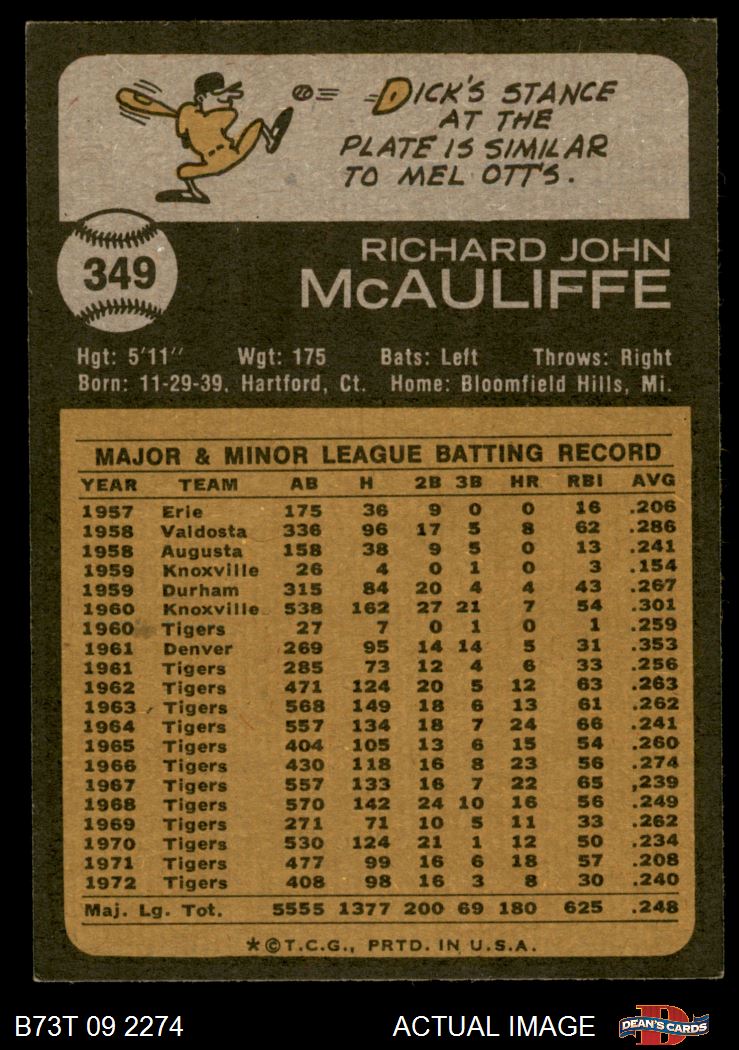 DICK'S STANCE
AT THE
PLATE IS SIMILAR
TO MEL OTT'S.
349
RICHARD JOHN
McAULIFFE
Hgt: 5'11" Wgt: 175 Bats: Left Throws: Right
Born: 11-29-39, Hartford, Ct. Home: Bloomfield Hills, Mi.
MAJOR & MINOR LEAGUE BATTING RECORD
YEAR TEAM AB H 2B 3B HR RBI AVG
1957 Erie 175 36 9 0 0 16 .206
1958 Valdosta 336 96 17 5 8 62 .286
1958 Augusta 158 38 9 5 0 13 .241
1959 Knoxville 26 4 0 1 0 3 .154
1959 Durham 315 84 20 4 4 43 .267
1960 Knoxville 538 162 27 21 7 54 .301
1960 Tigers 27 7 0 1 0 1 .259
1961 Denver 269 95 14 14 5 31 .353
1961 Tigers 285 73 12 4 6 33 .256
1962 Tigers 471 124 20 5 12 63 .263
1963 Tigers 568 149 18 6 13 61 .262
1964 Tigers 557 134 18 7 24 66 .241
1965 Tigers 404 105 13 6 15 54 .260
1966 Tigers 430 118 16 8 23 56 .274
1967 Tigers 557 133 16 7 22 65 ,239
1968 Tigers 570 142 24 10 16 56 .249
1969 Tigers 271 71 10 5 11 33 .262
1970 Tigers 530 124 21 1 12 50 .234
1971 Tigers 477 99 16 6 18 57 .208
1972 Tigers 408 98 16 3 8 30 .240
Maj. Lg. Tot. 5555 1377 200 69 180 625 .248
*©T.C.G., PRTD. IN U.S.A.
B73T 09 2274 ACTUAL IMAGE
D
DEAN'S CARDS